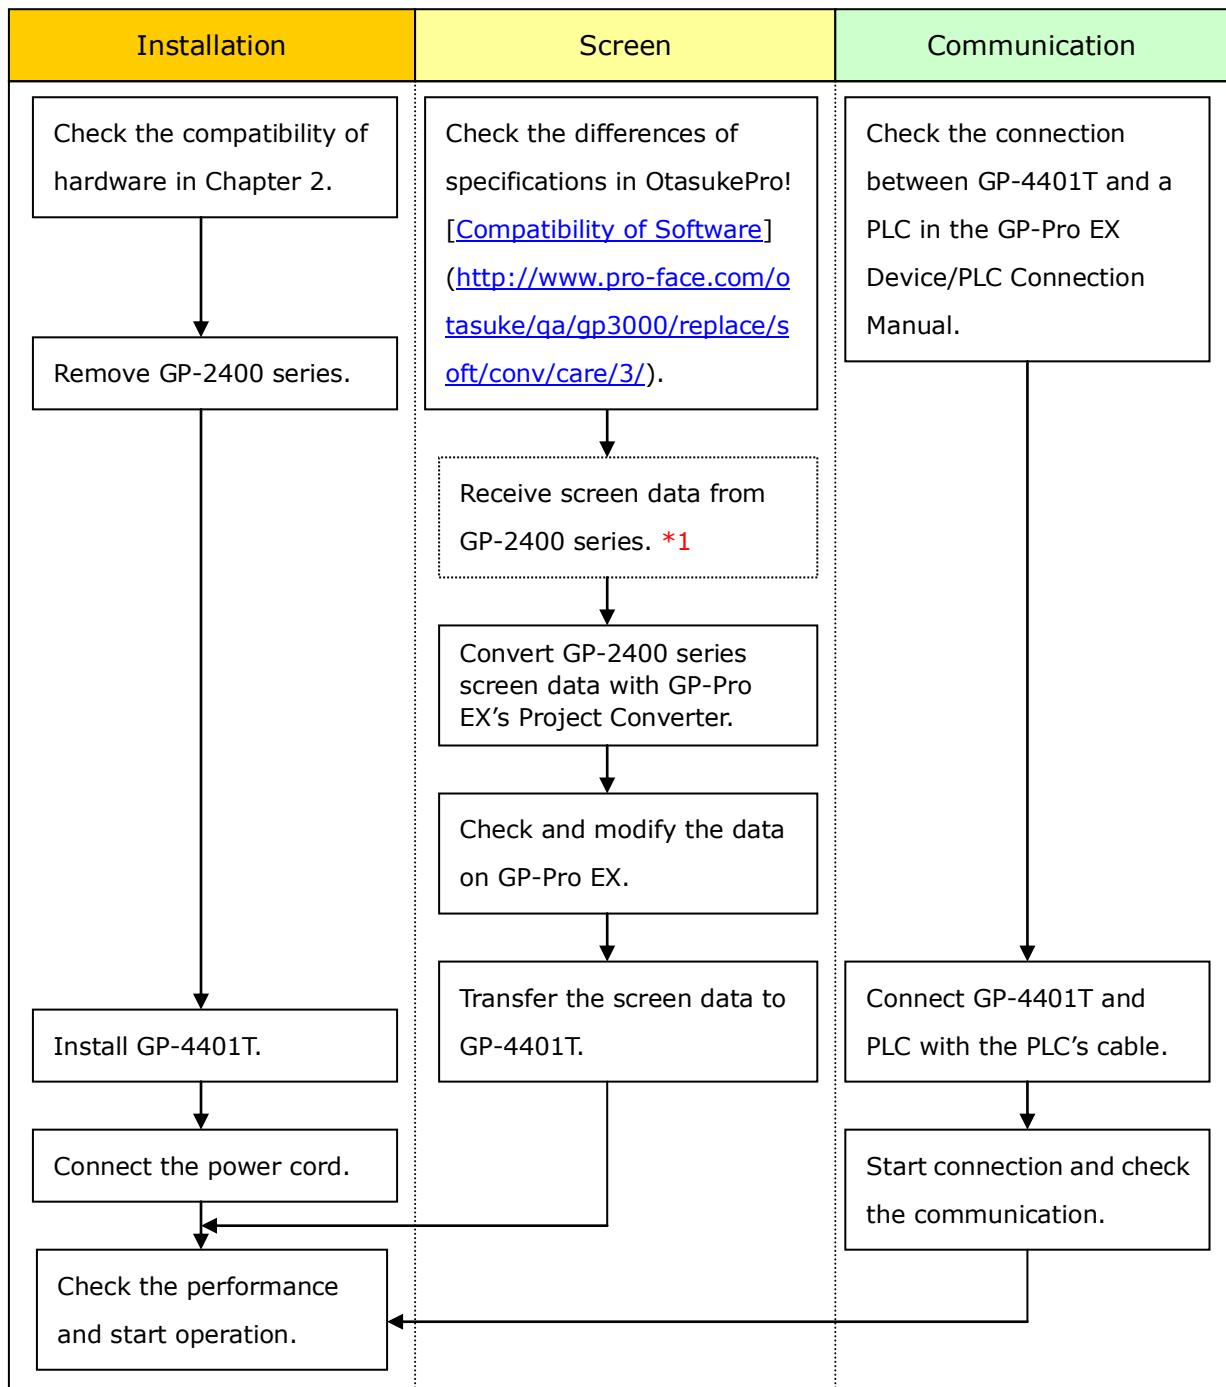 Installation
Screen
Communication
Check the compatibility of
hardware in Chapter 2.
Remove GP-2400 series.
Install GP-4401T.
Connect the power cord.
Check the performance
and start operation.
Check the differences of
specifications in OtasukePro!
[Compatibility of Software]
(http://www.pro-face.com/o
tasuke/qa/gp3000/replace/s
oft/conv/care/3/).
Receive screen data from
GP-2400 series. *1
Convert GP-2400 series
screen data with GP-Pro
EX’s Project Converter.
Check and modify the data
on GP-Pro EX.
Transfer the screen data to
GP-4401T.
Check the connection
between GP-4401T and a
PLC in the GP-Pro EX
Device/PLC Connection
Manual.
Connect GP-4401T and
PLC with the PLC’s cable.
Start connection and check
the communication.